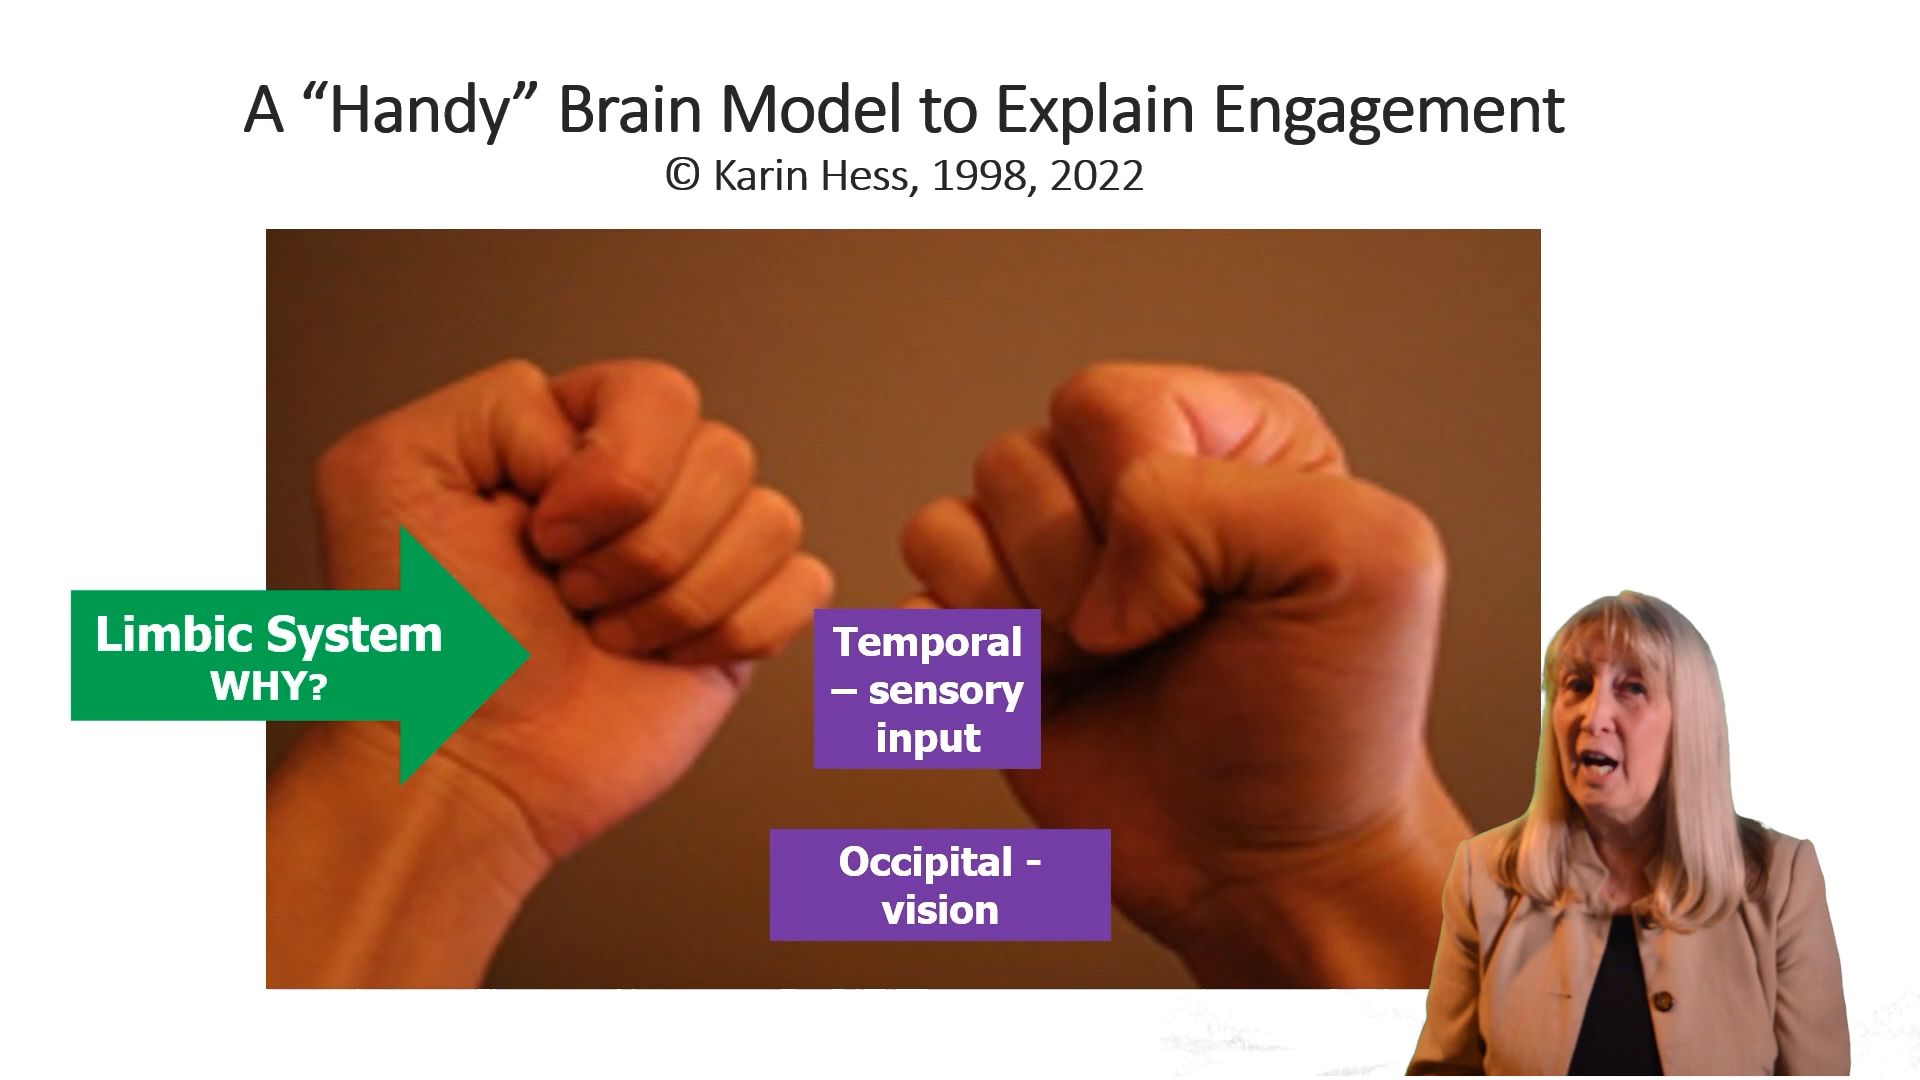 A “Handy” Brain Model to Explain Engagement
© Karin Hess, 1998, 2022
Limbic System
WHY?
Temporal
– sensory
input
Occipital -
vision